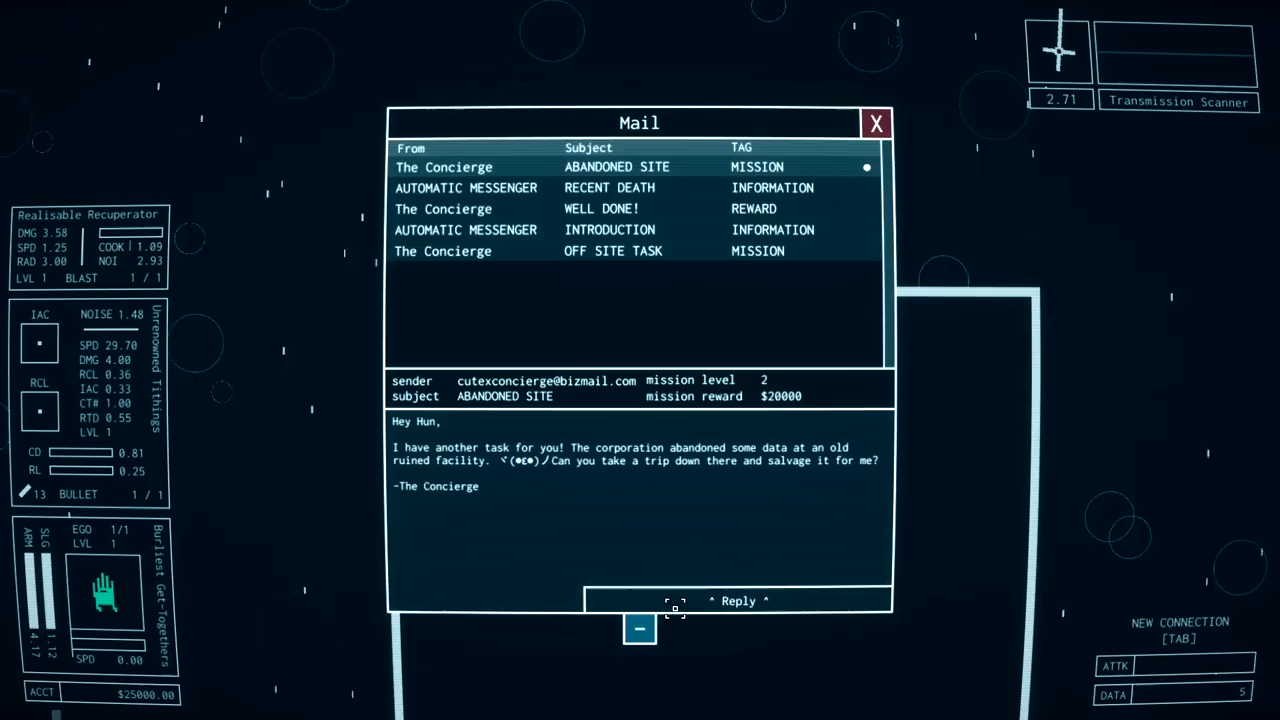 Mail
X
From Subject TAG
The Concierge ABANDONED SITE MISSION
AUTOMATIC MESSENGER RECENT DEATH INFORMATION
The Concierge WELL DONE! REWARD
AUTOMATIC MESSENGER INTRODUCTION INFORMATION
The Concierge OFF SITE TASK MISSION
sender cutexconcierge@bizmail.com mission level 2
subject ABANDONED SITE mission reward $20000
Hey Hun,
I have another task for you! The corporation abandoned some data at an old
ruined facility. ヾ(●ε●)ノCan you take a trip down there and salvage it for me?
-The Concierge
^ Reply ^
-
2.71 Transmission Scanner
Realisable Recuperator
DMG 3.58
SPD 1.25 COOK 1.09
RAD 3.00 NOI 2.93
LVL 1 BLAST 1 / 1
IAC NOISE 1.48
SPD 29.70
DMG 4.00
RCL RCL 0.36
IAC 0.33
CT# 1.00
RTD 0.55
LVL 1
Unrenowned Tithings
CD 0.81
RL 0.25
13 BULLET 1 / 1
ARM SLG EGO 1/1
LVL 1
Burliest Get-Togethers
4.17 1.12 SPD 0.00
ACCT $25000.00
NEW CONNECTION
[TAB]
ATTK
DATA 5